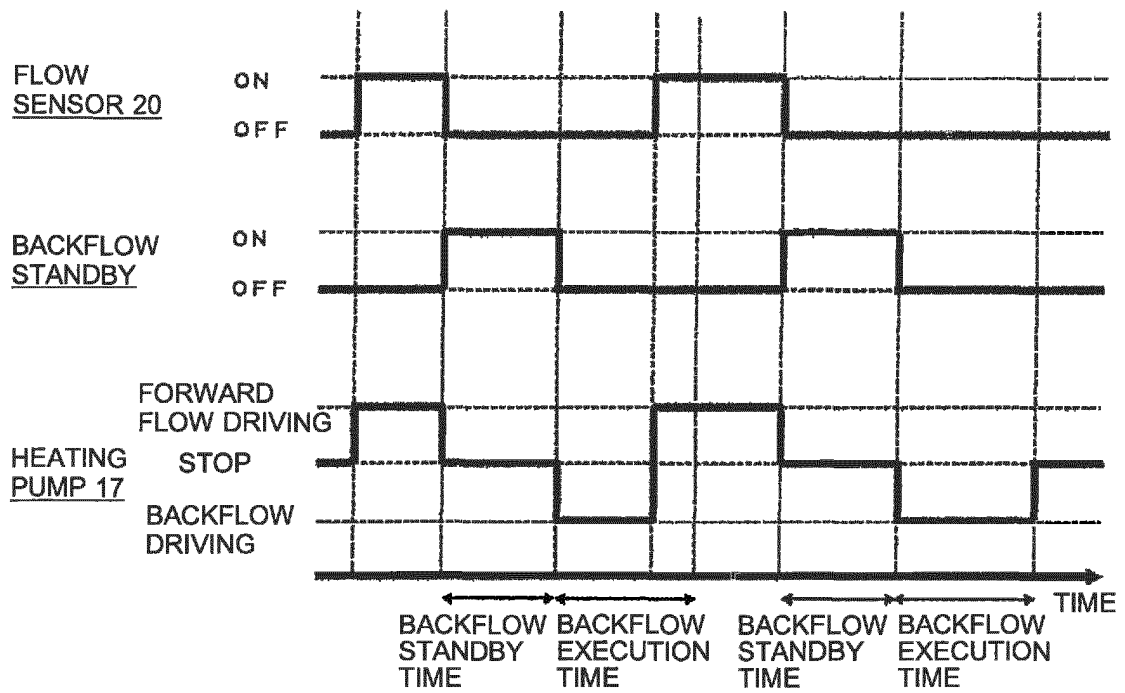 FLOW
SENSOR 20
ON
OFF
BACKFLOW
STANDBY
ON
OFF
FORWARD
FLOW DRIVING
HEATING
PUMP 17
STOP
BACKFLOW
DRIVING
TIME
BACKFLOW
STANDBY
TIME
BACKFLOW
EXECUTION
TIME
BACKFLOW
STANDBY
TIME
BACKFLOW
EXECUTION
TIME